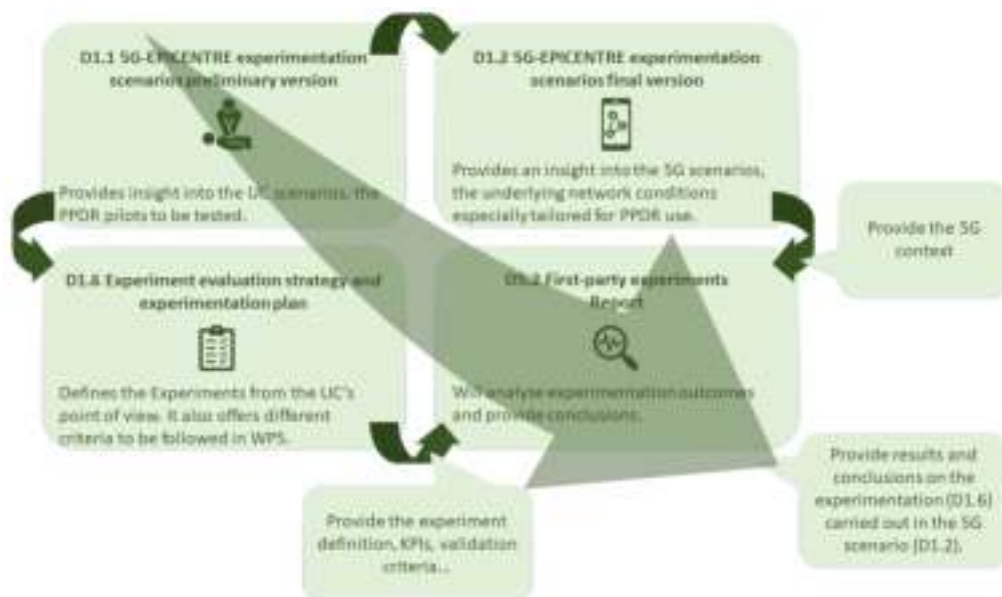 D1.1 5G-EPICENTRE experimentation
scenarios preliminary version
Provides insight into the UC scenarios, the
PPDR pilots to be tested.
D1.2 5G-EPICENTRE experimentation
scenarios final version
Provides an insight into the 5G scenarios,
the underlying network conditions
especially tailored for PPDR use.
Provide the 5G
context
D1.6 Experiment evaluation strategy and
experimentation plan
Defines the Experiments from the UC's
point of view. It also offers different
criteria to be followed in WP5.
First-party experiments
Report
Will analyse experimentation outcomes
and provide conclusions.
Provide the experiment
definition, KPIs, validation
criteria...
Provide results and
conclusions on the
experimentation (D1.6)
carried out in the 5G
scenario (D1.2).